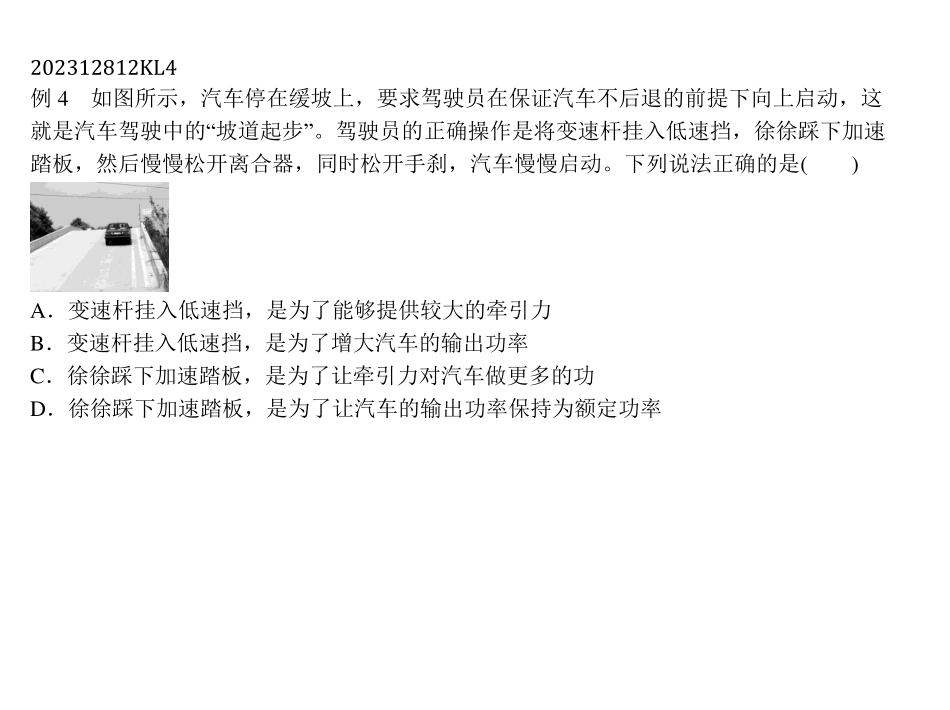 202312812KL4
例 4　如图所示，汽车停在缓坡上，要求驾驶员在保证汽车不后退的前提下向上启动，这
就是汽车驾驶中的“坡道起步”。驾驶员的正确操作是将变速杆挂入低速挡，徐徐踩下加速
踏板，然后慢慢松开离合器，同时松开手刹，汽车慢慢启动。下列说法正确的是(　　)
A．变速杆挂入低速挡，是为了能够提供较大的牵引力
B．变速杆挂入低速挡，是为了增大汽车的输出功率
C．徐徐踩下加速踏板，是为了让牵引力对汽车做更多的功
D．徐徐踩下加速踏板，是为了让汽车的输出功率保持为额定功率